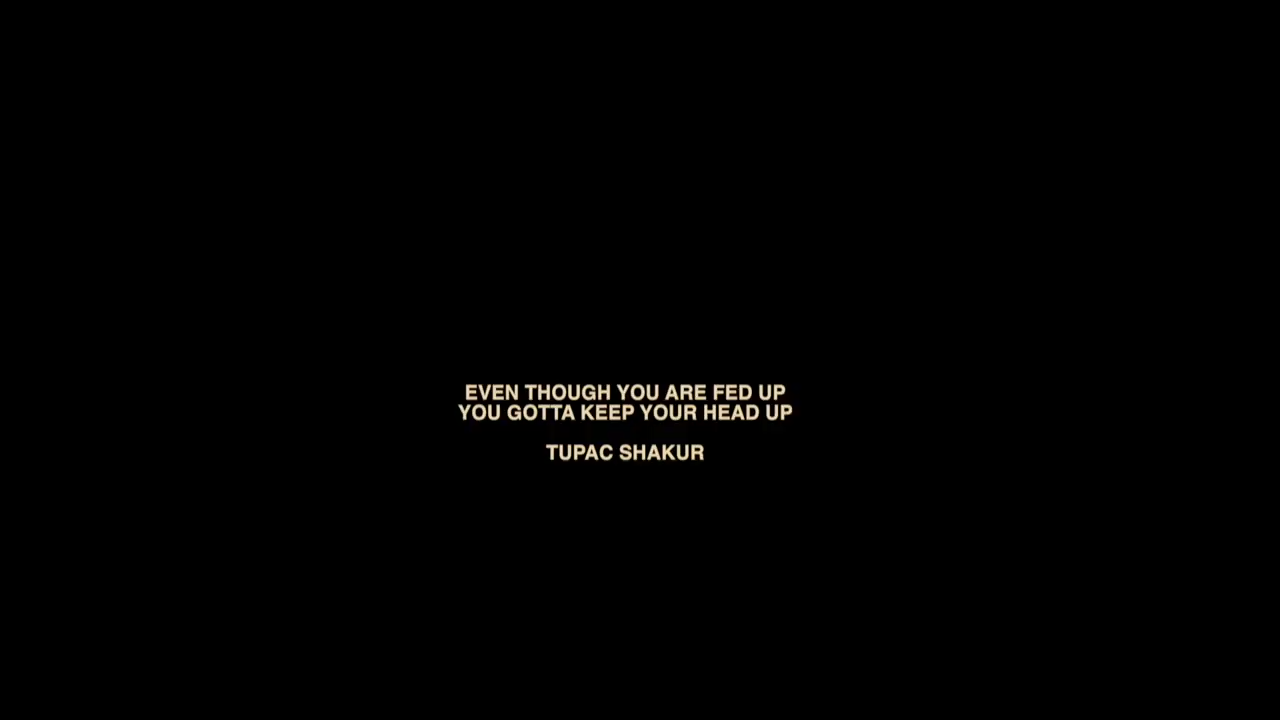 EVEN THOUGH YOU ARE FED UP
YOU GOTTA KEEP YOUR HEAD UP
TUPAC SHAKUR